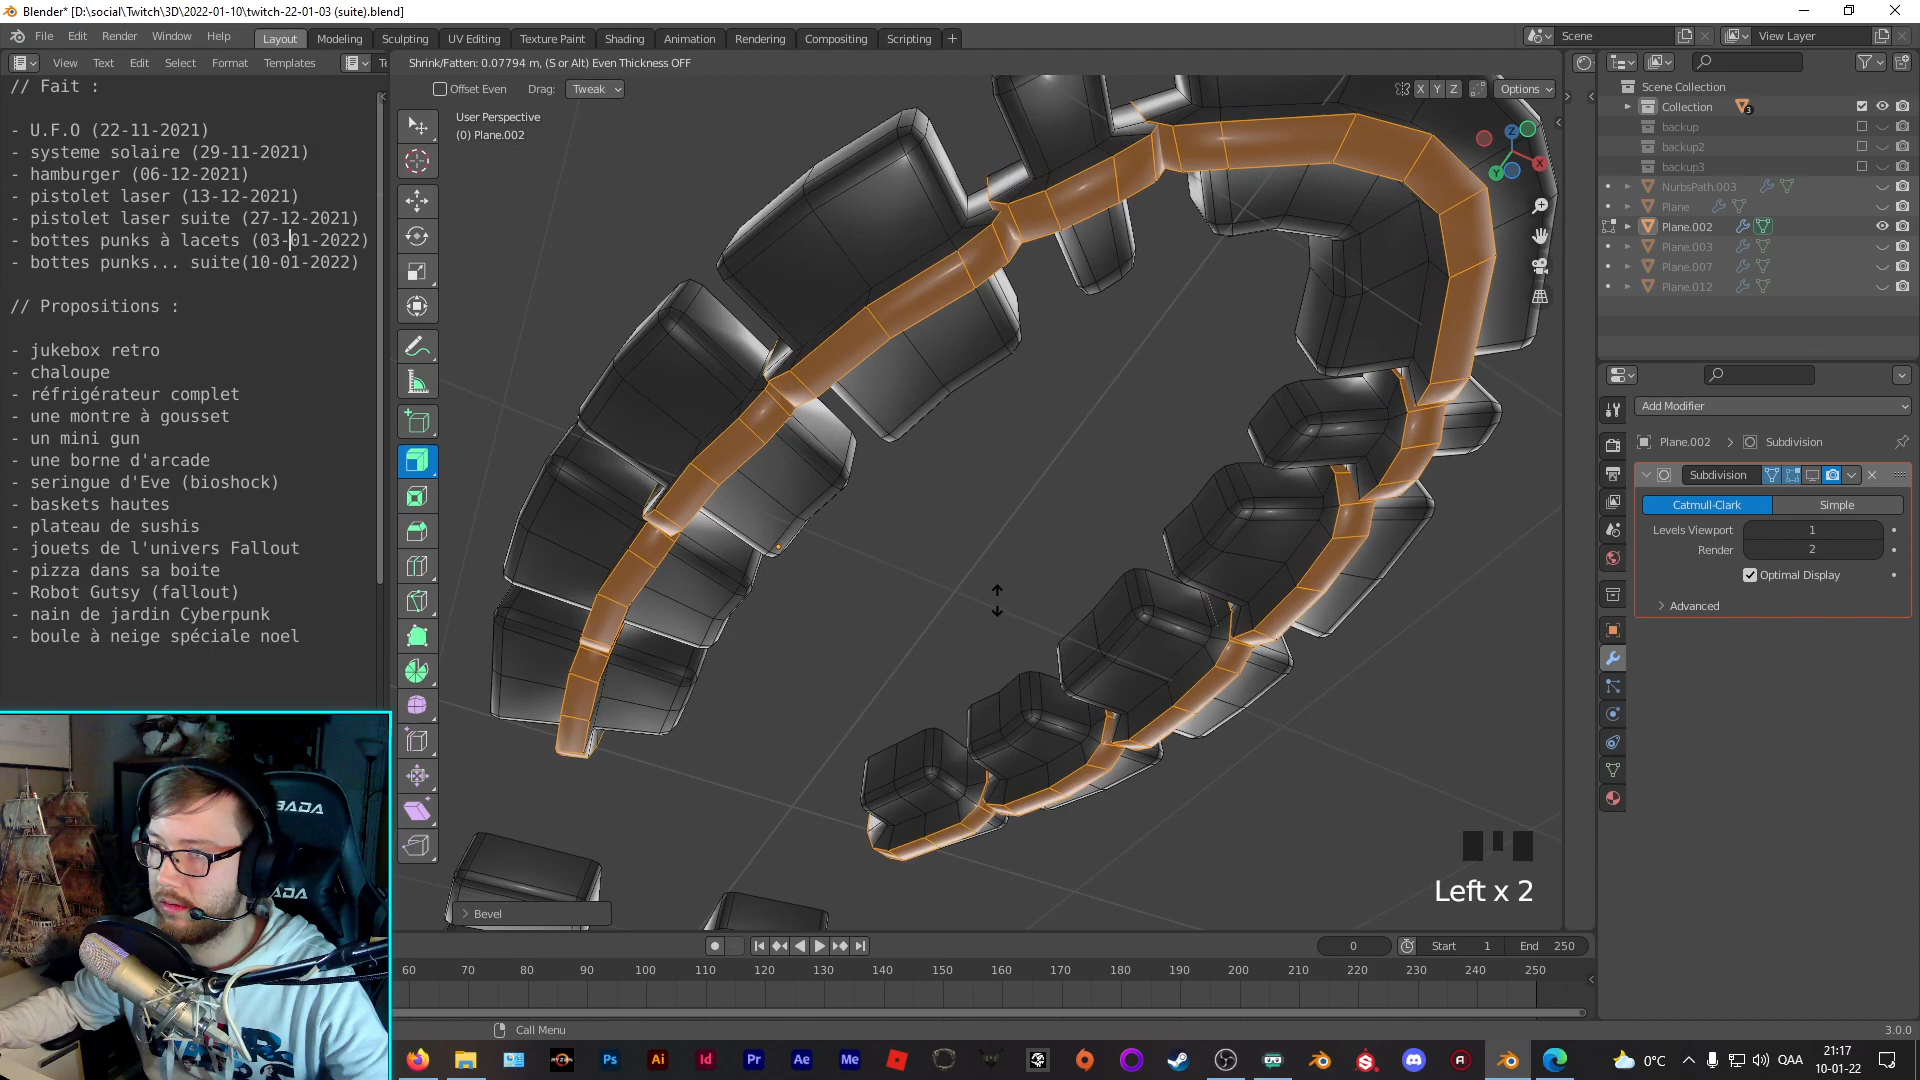 Blender* [D:\social\Twitch\3D\2022-01-10\twitch-22-01-03 (suite).blend]
File Edit Render Window Help Layout Modeling Sculpting UV Editing Texture Paint Shading Animation Rendering Compositing Scripting + Scene View Layer
View Text Edit Select Format Templates Te
Shrink/Fatten: 0.07794 m, (S or Alt) Even Thickness OFF
Offset Even Drag: Tweak X Y Z Options
User Perspective
(0) Plane.002
// Fait :
- U.F.O (22-11-2021)
- systeme solaire (29-11-2021)
- hamburger (06-12-2021)
- pistolet laser (13-12-2021)
- pistolet laser suite (27-12-2021)
- bottes punks à lacets (03-01-2022)
- bottes punks... suite(10-01-2022)
// Propositions :
- jukebox retro
- chaloupe
- réfrigérateur complet
- une montre à gousset
- un mini gun
- une borne d'arcade
- seringue d'Eve (bioshock)
- baskets hautes
- plateau de sushis
- jouets de l'univers Fallout
- pizza dans sa boite
- Robot Gutsy (fallout)
- nain de jardin Cyberpunk
- boule à neige spéciale noel
Z
X
Y
Scene Collection
Collection 3
backup
backup2
backup3
NurbsPath.003
Plane
Plane.002
Plane.003
Plane.007
Plane.012
Add Modifier
Plane.002 > Subdivision
Subdivision
Catmull-Clark Simple
Levels Viewport 1
Render 2
Optimal Display
Advanced
Left x 2
Bevel
0 Start 1 End 250
60 70 80 90 100 110 120 130 140 150 160 170 180 190 200 210 220 230 240 250
Call Menu
3.0.0
Ps Ai Id Pr Ae Me
RYZEN
0°C QAA 21:17
10-01-22